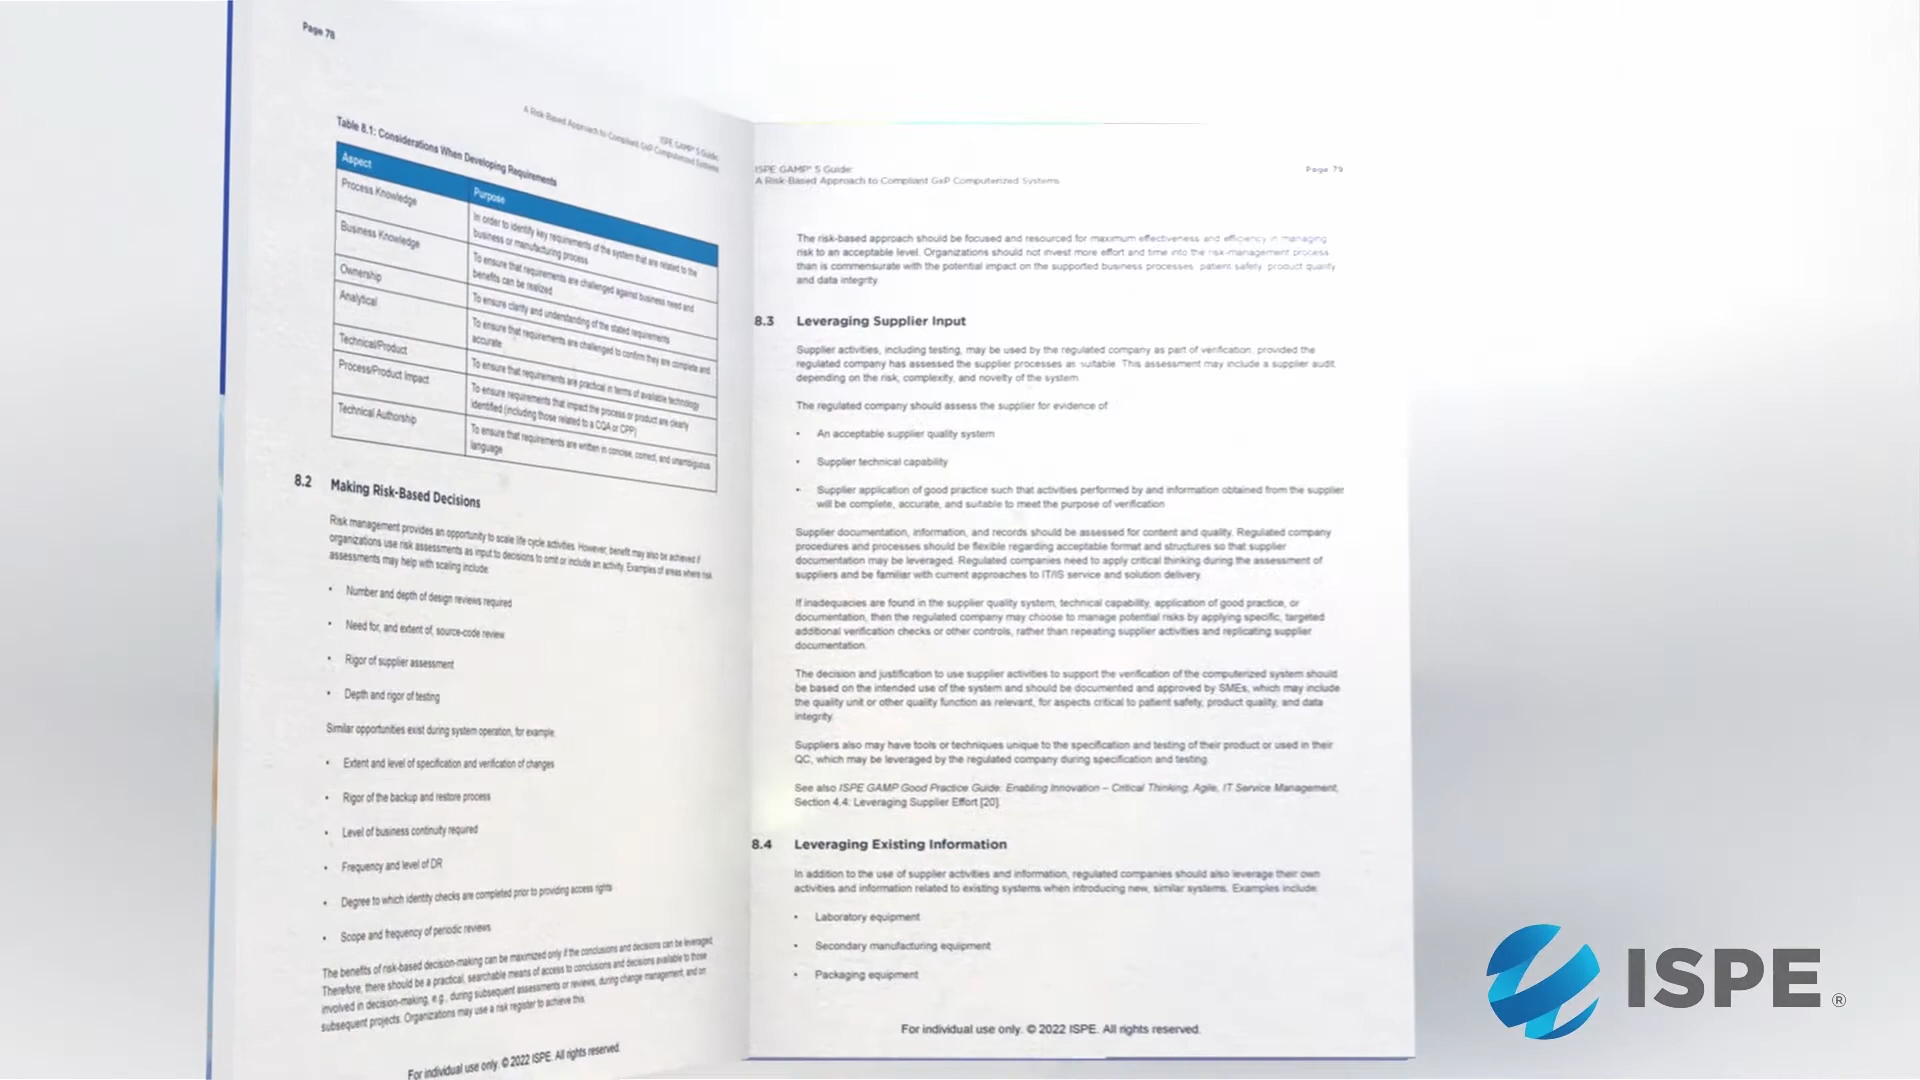 Page 78
ISPE GAMP® 5 Guide:
A Risk-Based Approach to Compliant GxP Computerized Systems
Table 8.1: Considerations When Developing Requirements
Aspect
Purpose
Process Knowledge
In order to identify key requirements of the system that are related to the
business or manufacturing process
Business Knowledge
To ensure that requirements are challenged against business need and
benefits can be realized
Ownership
To ensure clarity and understanding of the stated requirements
Analytical
To ensure that requirements are challenged to confirm they are complete and
accurate
Technical/Product
To ensure that requirements are practical in terms of available technology
Process/Product Impact
To ensure requirements that impact the process or product are clearly
identified (including those related to a CQA or CPP)
Technical Authorship
To ensure that requirements are written in concise, correct, and unambiguous
language
8.2 Making Risk-Based Decisions
Risk management provides an opportunity to scale life cycle activities. However, benefit may also be achieved if
organizations use risk assessments as input to decisions to omit or include an activity. Examples of areas where risk
assessments may help with scaling include:
• Number and depth of design reviews required
• Need for, and extent of, source-code review
• Rigor of supplier assessment
• Depth and rigor of testing
Similar opportunities exist during system operation, for example:
• Extent and level of specification and verification of changes
• Rigor of the backup and restore process
• Level of business continuity required
• Frequency and level of DR
• Degree to which identity checks are completed prior to providing access rights
• Scope and frequency of periodic reviews
The benefits of risk-based decision-making can be maximized only if the conclusions and decisions can be leveraged.
Therefore, there should be a practical, searchable means of access to conclusions and decisions available to those
involved in decision-making, e.g., during subsequent assessments or reviews, during change management, and on
subsequent projects. Organizations may use a risk register to achieve this.
For individual use only. © 2022 ISPE. All rights reserved.
ISPE GAMP® 5 Guide:
A Risk-Based Approach to Compliant GxP Computerized Systems
Page 79
The risk-based approach should be focused and resourced for maximum effectiveness and efficiency in managing
risk to an acceptable level. Organizations should not invest more effort and time into the risk-management process
than is commensurate with the potential impact on the supported business processes, patient safety, product quality
and data integrity.
8.3 Leveraging Supplier Input
Supplier activities, including testing, may be used by the regulated company as part of verification, provided the
regulated company has assessed the supplier processes as suitable. This assessment may include a supplier audit,
depending on the risk, complexity, and novelty of the system.
The regulated company should assess the supplier for evidence of:
• An acceptable supplier quality system
• Supplier technical capability
• Supplier application of good practice such that activities performed by and information obtained from the supplier
will be complete, accurate, and suitable to meet the purpose of verification
Supplier documentation, information, and records should be assessed for content and quality. Regulated company
procedures and processes should be flexible regarding acceptable format and structures so that supplier
documentation may be leveraged. Regulated companies need to apply critical thinking during the assessment of
suppliers and be familiar with current approaches to IT/IS service and solution delivery.
If inadequacies are found in the supplier quality system, technical capability, application of good practice, or
documentation, then the regulated company may choose to manage potential risks by applying specific, targeted
additional verification checks or other controls, rather than repeating supplier activities and replicating supplier
documentation.
The decision and justification to use supplier activities to support the verification of the computerized system should
be based on the intended use of the system and should be documented and approved by SMEs, which may include
the quality unit or other quality function as relevant, for aspects critical to patient safety, product quality, and data
integrity.
Suppliers also may have tools or techniques unique to the specification and testing of their product or used in their
QC, which may be leveraged by the regulated company during specification and testing.
See also ISPE GAMP Good Practice Guide: Enabling Innovation – Critical Thinking, Agile, IT Service Management,
Section 4.4: Leveraging Supplier Effort [20].
8.4 Leveraging Existing Information
In addition to the use of supplier activities and information, regulated companies should also leverage their own
activities and information related to existing systems when introducing new, similar systems. Examples include:
• Laboratory equipment
• Secondary manufacturing equipment
• Packaging equipment
For individual use only. © 2022 ISPE. All rights reserved.
ISPE®